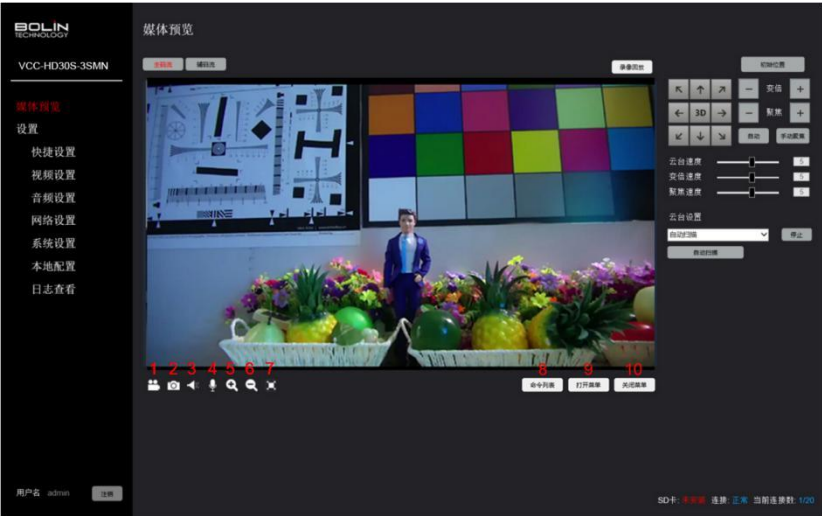 BOLIN
TECHNOLOGY
VCC-HD30S-3SMN
媒体预览
设置
快捷设置
视频设置
音频设置
网络设置
系统设置
本地配置
日志查看
用户名 admin 注销
媒体预览
主码流 辅码流 录像回放
1 2 3 4 5 6 7 8 9 10
命令列表 打开菜单 关闭菜单
初始位置
变倍
3D 聚焦
自动 手动聚焦
云台速度 5
变倍速度 5
聚焦速度 5
云台设置
自动扫描 停止
自动扫描
SD卡: 连接: 正常 当前连接数: 1/20